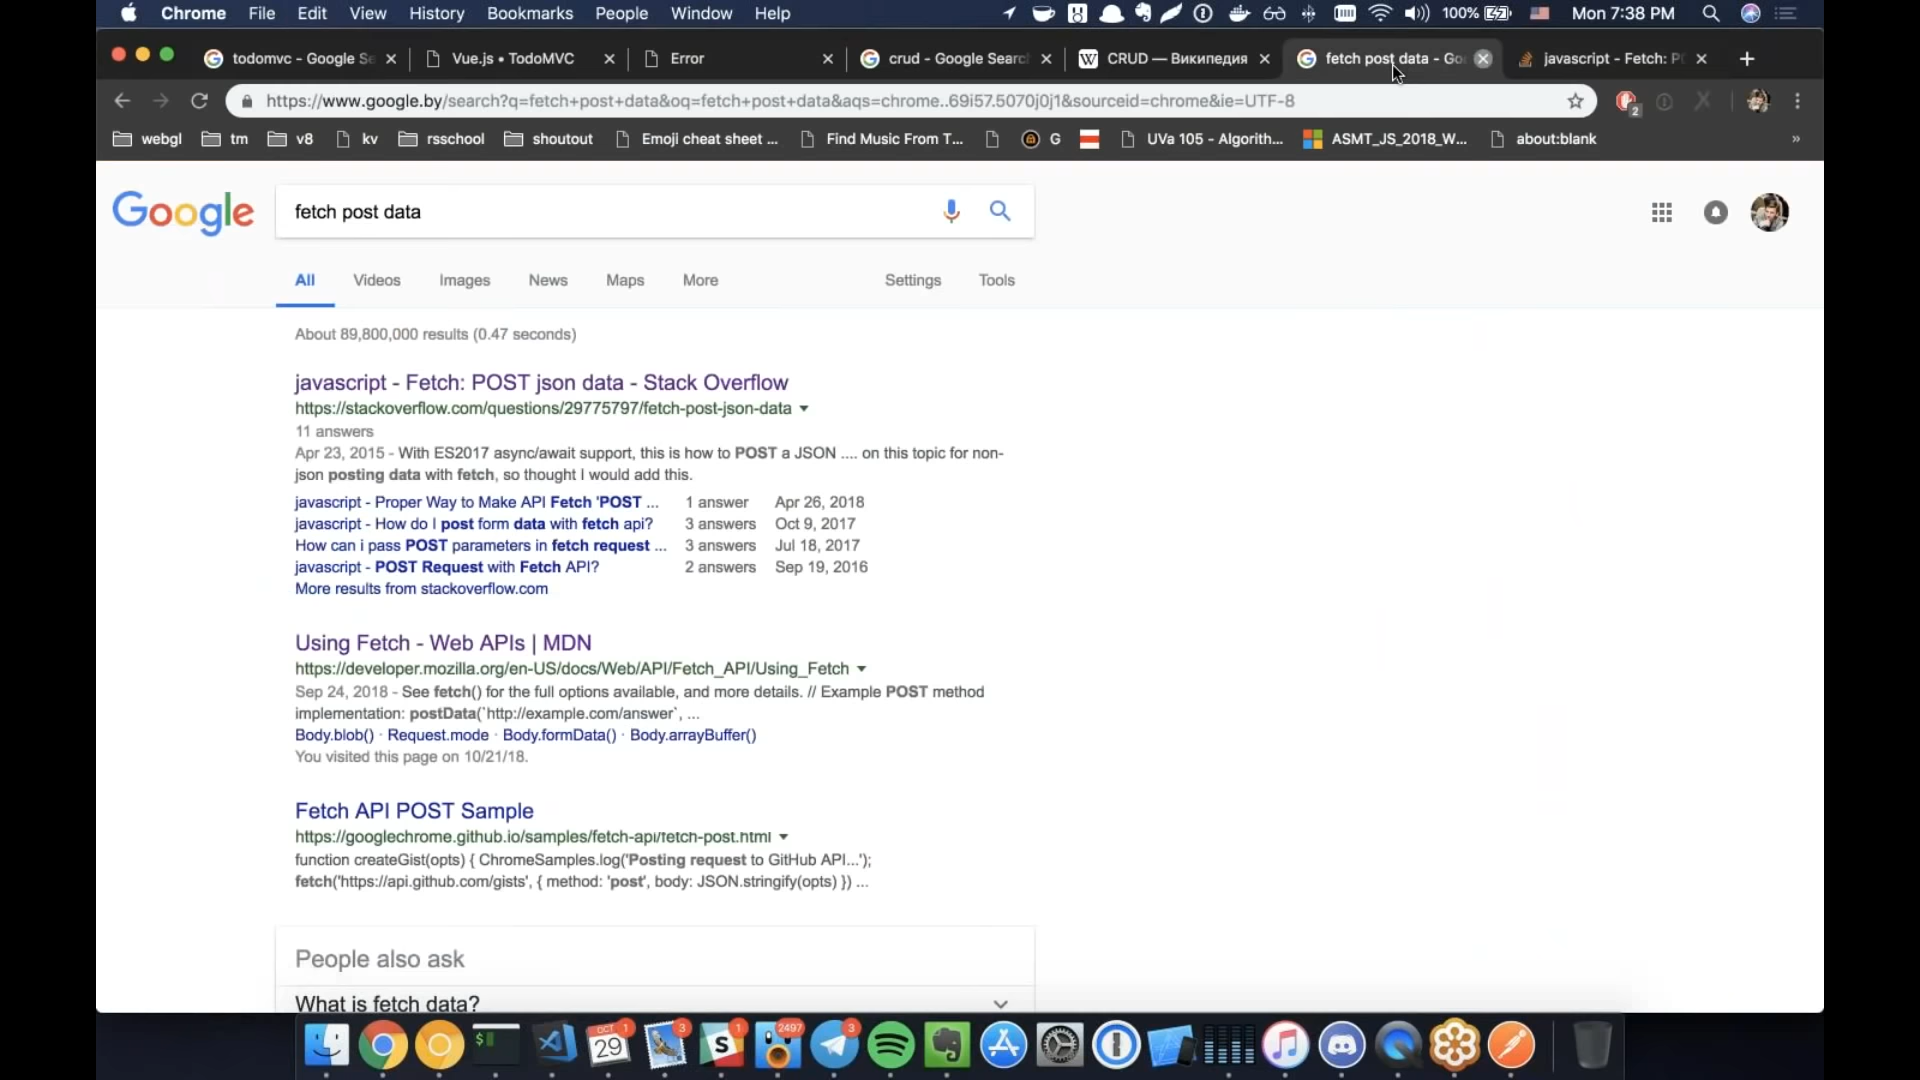 Chrome File Edit View History Bookmarks People Window Help 100% Mon 7:38 PM
todomvc - Google Se
Vue.js • TodoMVC
Error
crud - Google Search
CRUD — Википедия
fetch post data - Go
javascript - Fetch: P
https://www.google.by/search?q=fetch+post+data&oq=fetch+post+data&aqs=chrome..69i57.5070j0j1&sourceid=chrome&ie=UTF-8
2
webgl tm v8 kv rsschool shoutout Emoji cheat sheet ... Find Music From T... G UVa 105 - Algorith... ASMT_JS_2018_W... about:blank »
Google
fetch post data
All Videos Images News Maps More Settings Tools
About 89,800,000 results (0.47 seconds)
javascript - Fetch: POST json data - Stack Overflow
https://stackoverflow.com/questions/29775797/fetch-post-json-data
11 answers
Apr 23, 2015 - With ES2017 async/await support, this is how to POST a JSON .... on this topic for non-
json posting data with fetch, so thought I would add this.
javascript - Proper Way to Make API Fetch 'POST ... 1 answer Apr 26, 2018
javascript - How do I post form data with fetch api? 3 answers Oct 9, 2017
How can i pass POST parameters in fetch request ... 3 answers Jul 18, 2017
javascript - POST Request with Fetch API? 2 answers Sep 19, 2016
More results from stackoverflow.com
Using Fetch - Web APIs | MDN
https://developer.mozilla.org/en-US/docs/Web/API/Fetch_API/Using_Fetch
Sep 24, 2018 - See fetch() for the full options available, and more details. // Example POST method
implementation: postData(`http://example.com/answer`, ...
Body.blob() · Request.mode · Body.formData() · Body.arrayBuffer()
You visited this page on 10/21/18.
Fetch API POST Sample
https://googlechrome.github.io/samples/fetch-api/fetch-post.html
function createGist(opts) { ChromeSamples.log('Posting request to GitHub API...');
fetch('https://api.github.com/gists', { method: 'post', body: JSON.stringify(opts) }) ...
People also ask
What is fetch data?
$ OCT 29 1 3 S 1 2497 3